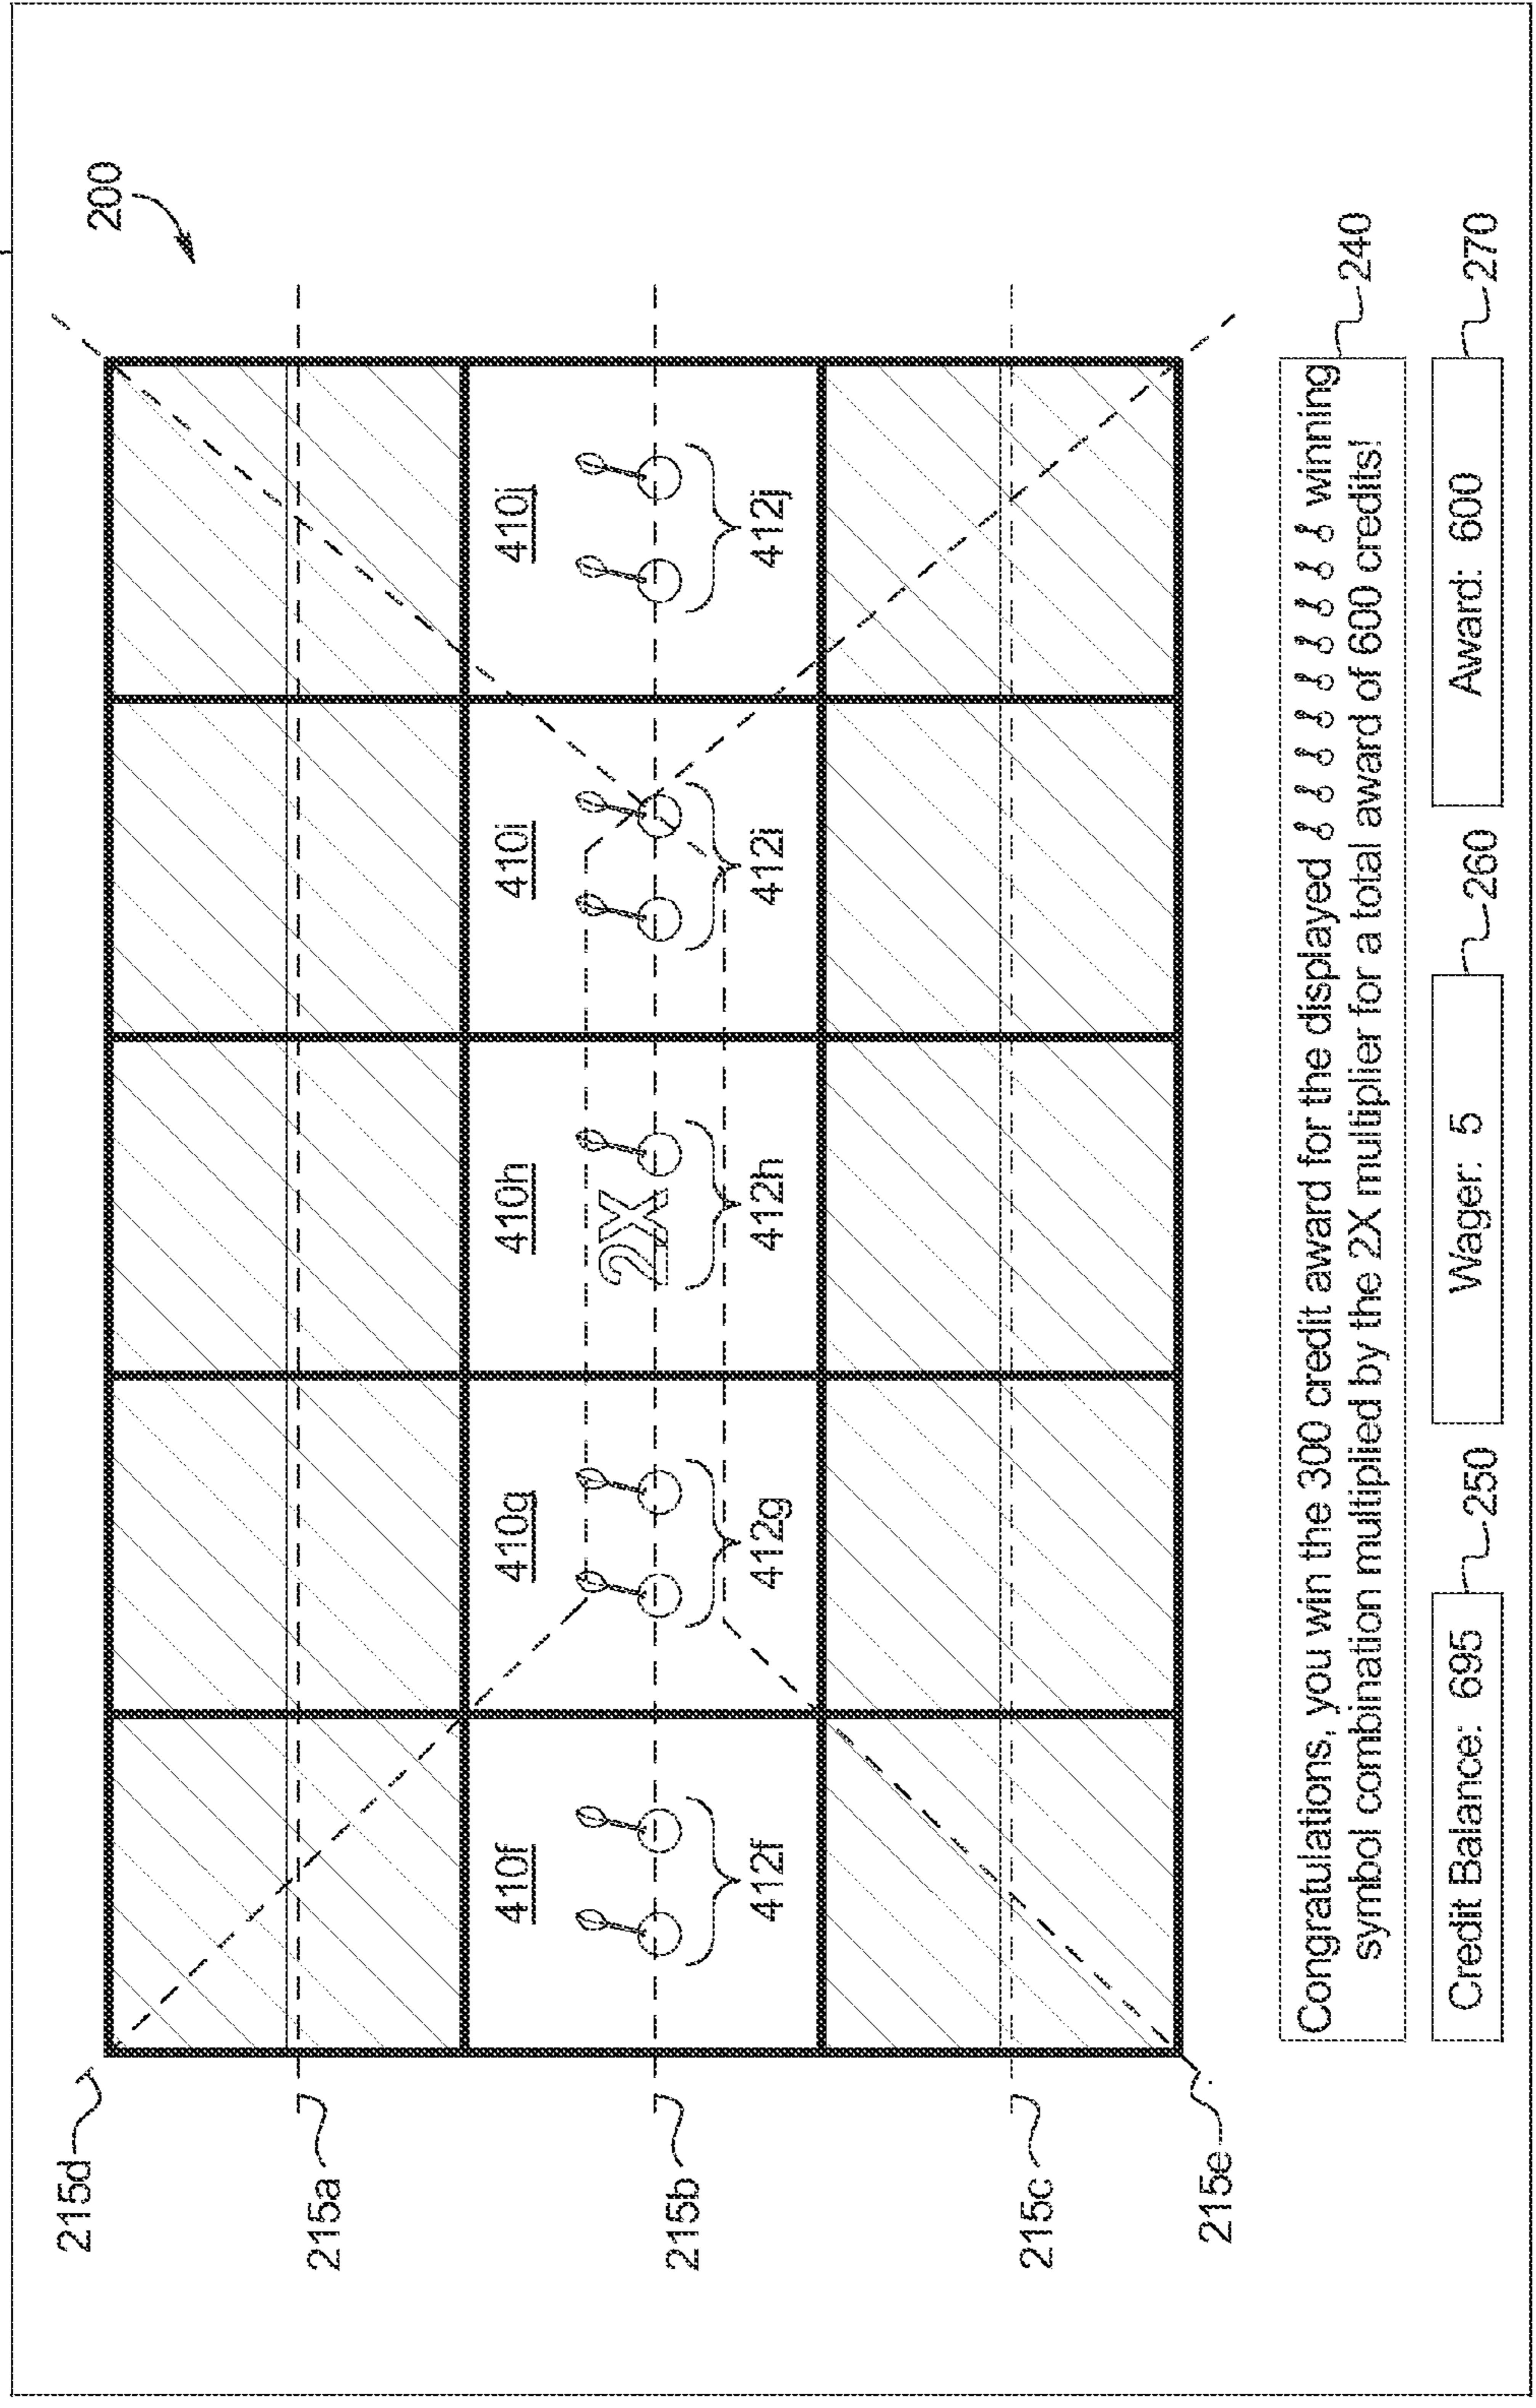 200
215d
215a
410f
410g
410h
410i
410j
215b
2X
412f
412g
412h
412i
412j
215c
215e
Congratulations, you win the 300 credit award for the displayed winning
symbol combination multiplied by the 2X multiplier for a total award of 600 credits!
240
Credit Balance: 695
250
Wager: 5
260
Award: 600
270